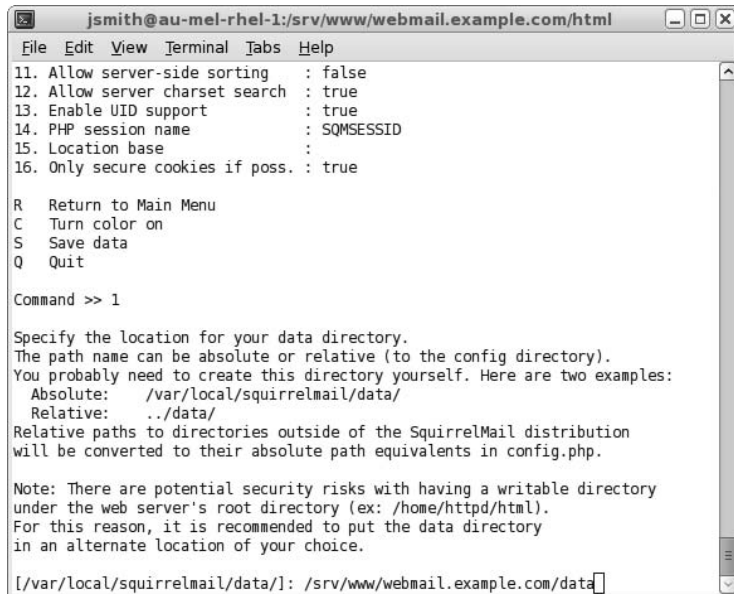 jsmith@au-mel-rhel-1:/srv/www/webmail.example.com/html
File Edit View Terminal Tabs Help
11. Allow server-side sorting : false
12. Allow server charset search : true
13. Enable UID support : true
14. PHP session name : SQMSESSID
15. Location base :
16. Only secure cookies if poss. : true
R Return to Main Menu
C Turn color on
S Save data
Q Quit
Command >> 1
Specify the location for your data directory.
The path name can be absolute or relative (to the config directory).
You probably need to create this directory yourself. Here are two examples:
Absolute: /var/local/squirrelmail/data/
Relative: ../data/
Relative paths to directories outside of the SquirrelMail distribution
will be converted to their absolute path equivalents in config.php.
Note: There are potential security risks with having a writable directory
under the web server's root directory (ex: /home/httpd/html).
For this reason, it is recommended to put the data directory
in an alternate location of your choice.
[/var/local/squirrelmail/data/]: /srv/www/webmail.example.com/data